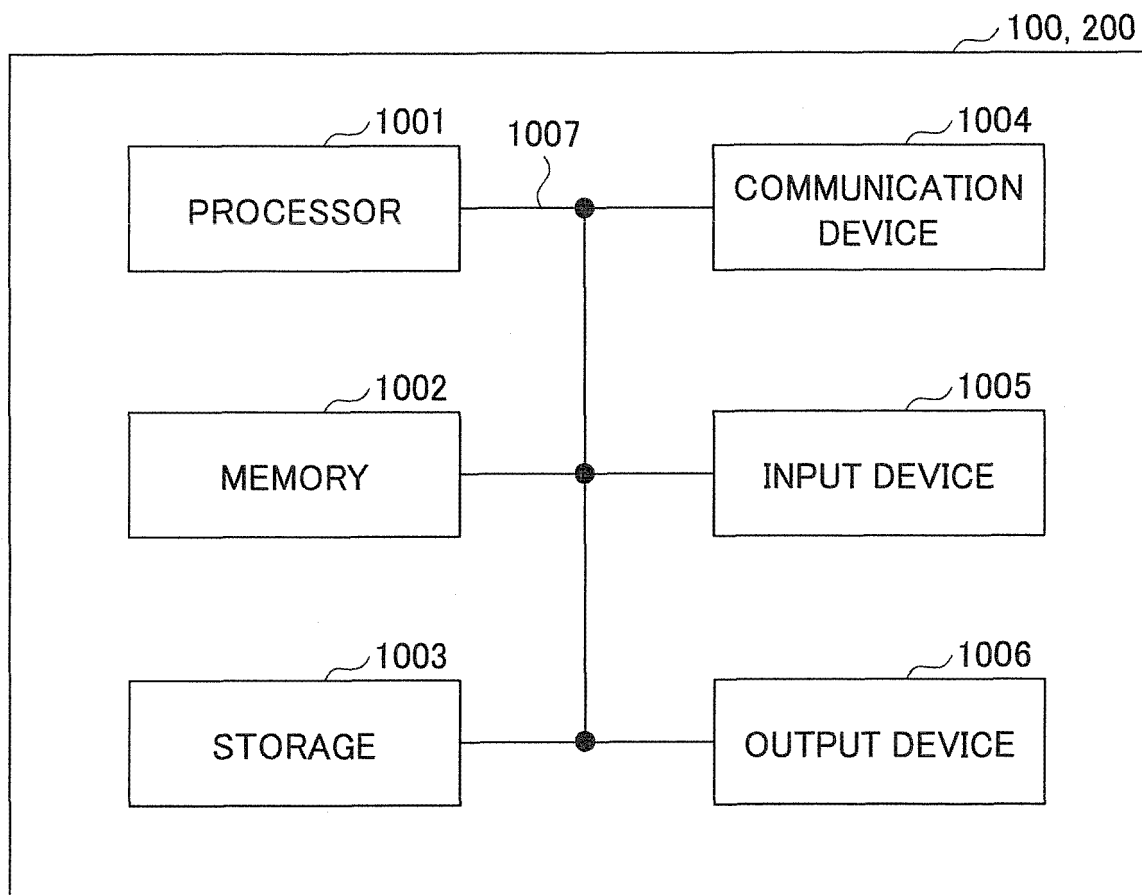 100, 200
1001
1007
1004
PROCESSOR
COMMUNICATION
DEVICE
1002
1005
MEMORY
INPUT DEVICE
1003
1006
STORAGE
OUTPUT DEVICE